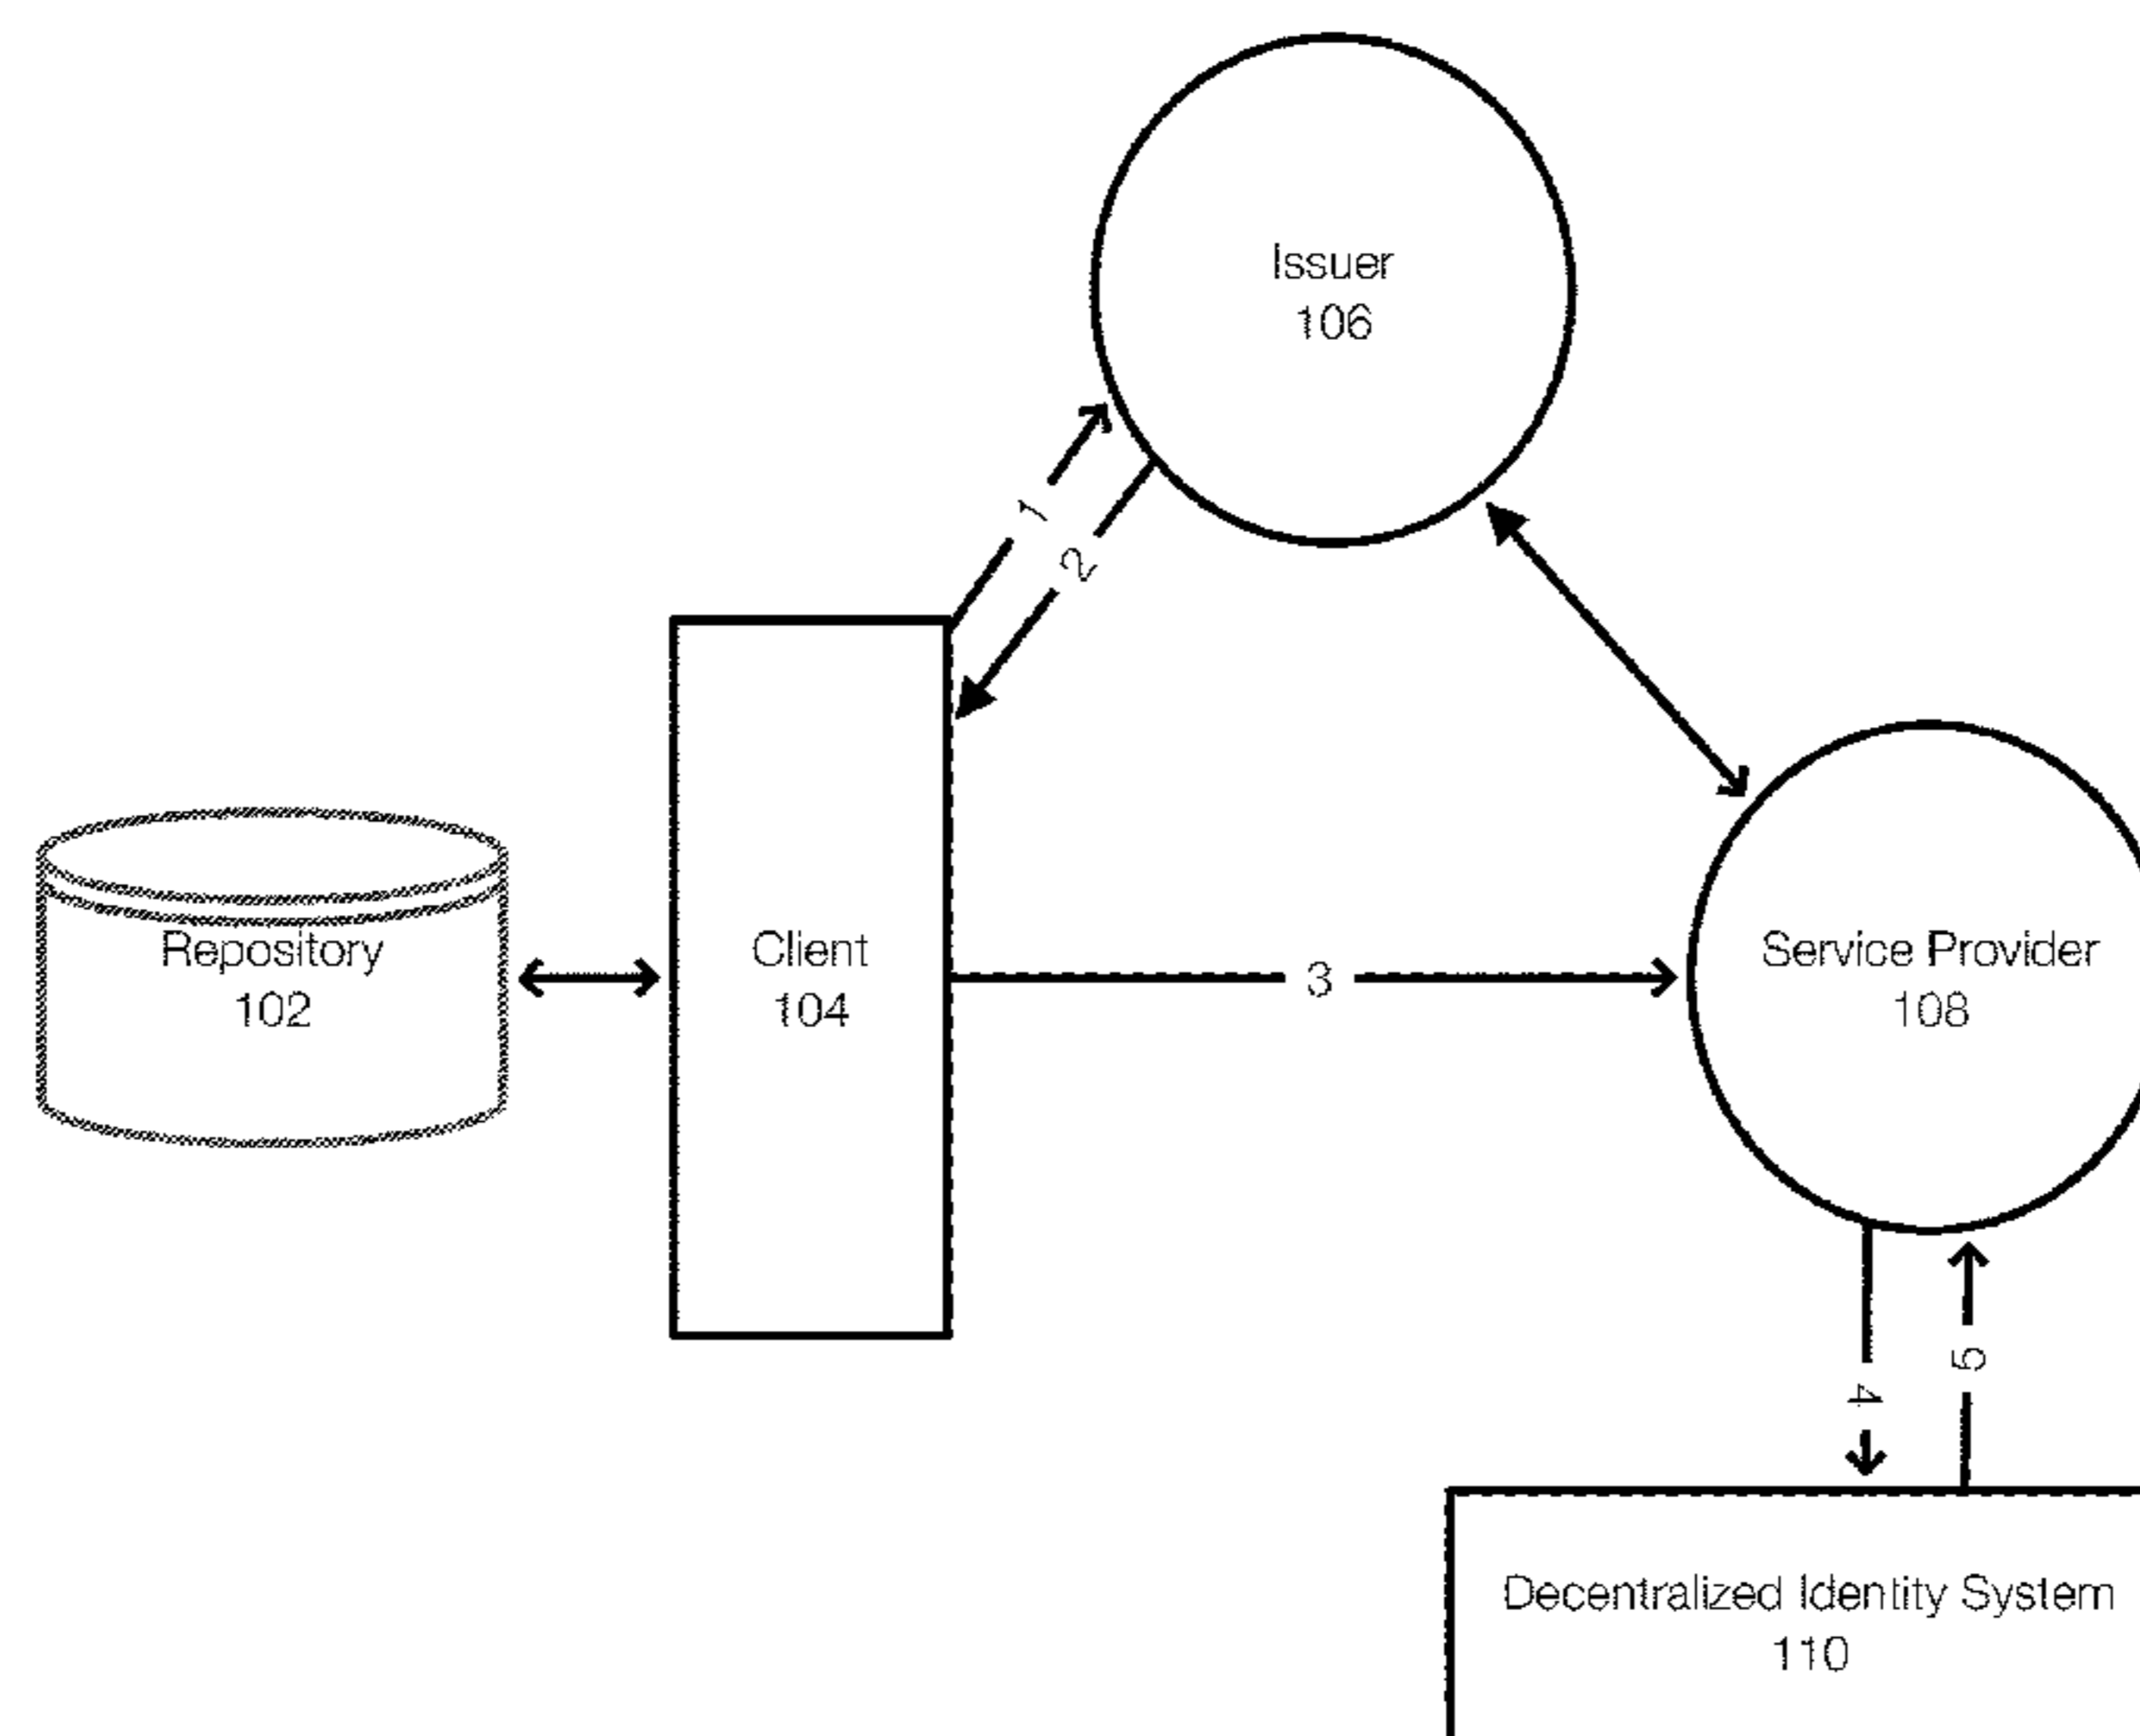 Issuer
106
1
2
Repository
102
Client
104
3
Service Provider
108
4
5
Decentralized Identity System
110